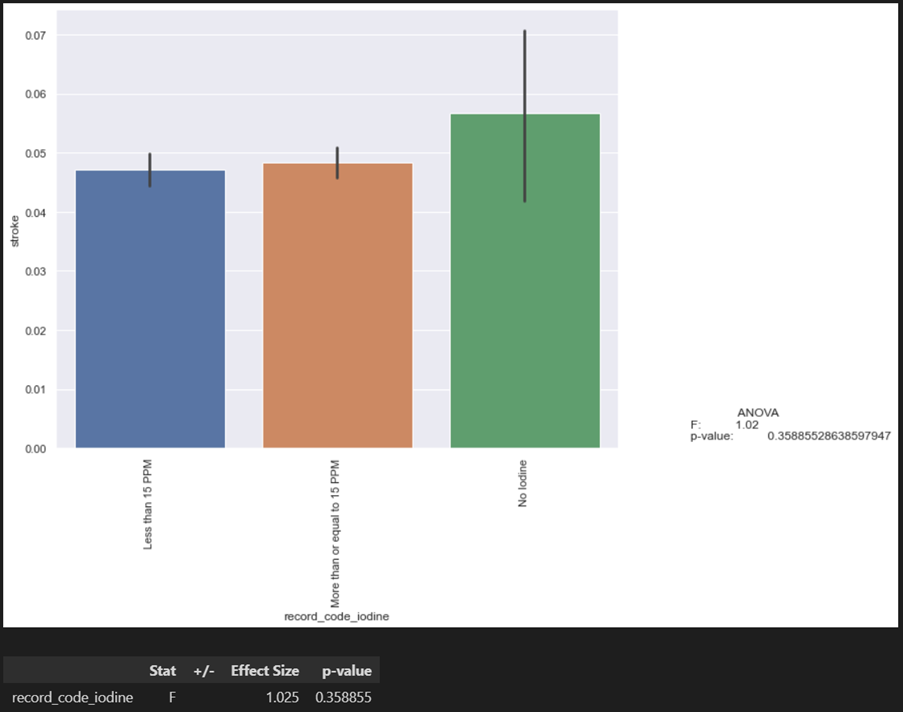 0.07
0.06
0.05
0.04
0.03
0.02
0.01
0.00
stroke
Less than 15 PPM
More than or equal to 15 PPM
No Iodine
record_code_iodine
ANOVA
F: 1.02
p-value: 0.35885528638597947
Stat +/- Effect Size p-value
record_code_iodine F 1.025 0.358855